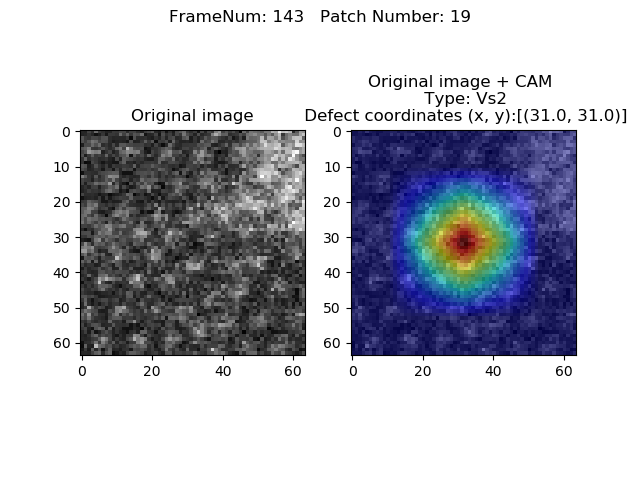 FrameNum: 143   Patch Number: 19
Original image
Original image + CAM
Type: Vs2
Defect coordinates (x, y):[(31.0, 31.0)]
0
10
20
30
40
50
60
0 20 40 60
0
10
20
30
40
50
60
0 20 40 60